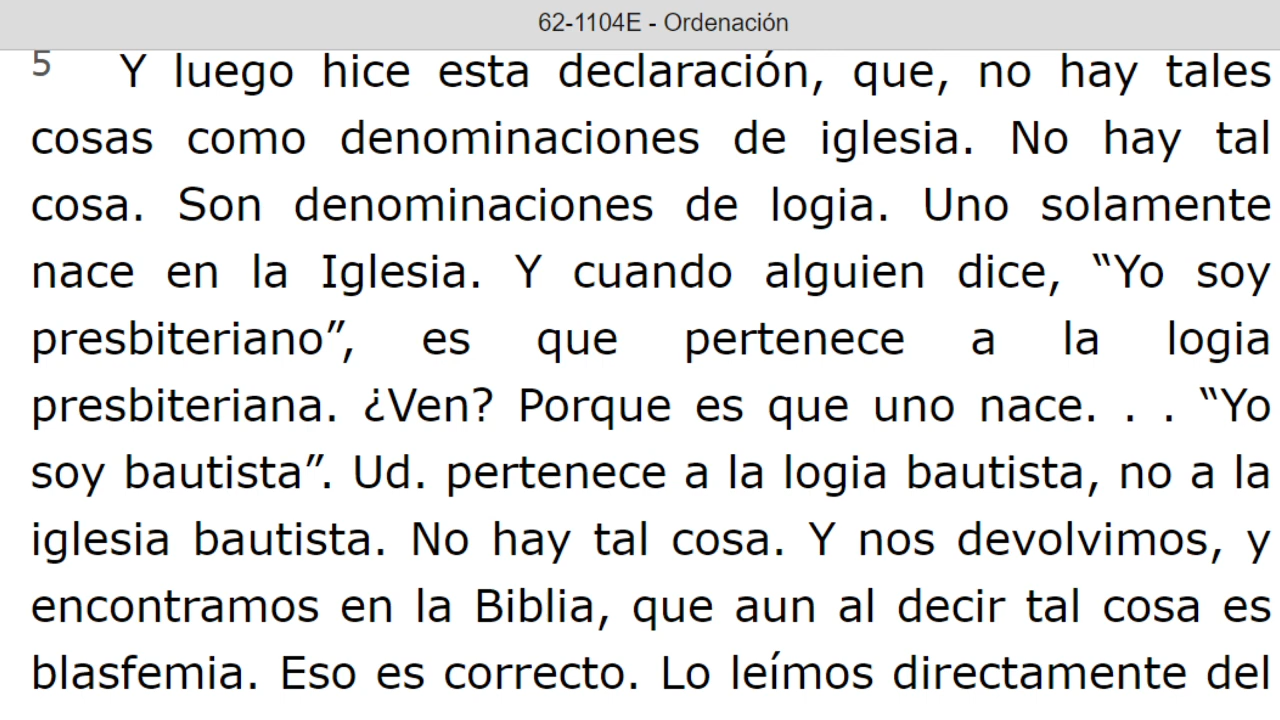 62-1104E - Ordenación
5 Y luego hice esta declaración, que, no hay tales
cosas como denominaciones de iglesia. No hay tal
cosa. Son denominaciones de logia. Uno solamente
nace en la Iglesia. Y cuando alguien dice, “Yo soy
presbiteriano”, es que pertenece a la logia
presbiteriana. ¿Ven? Porque es que uno nace. . . “Yo
soy bautista”. Ud. pertenece a la logia bautista, no a la
iglesia bautista. No hay tal cosa. Y nos devolvimos, y
encontramos en la Biblia, que aun al decir tal cosa es
blasfemia. Eso es correcto. Lo leímos directamente del